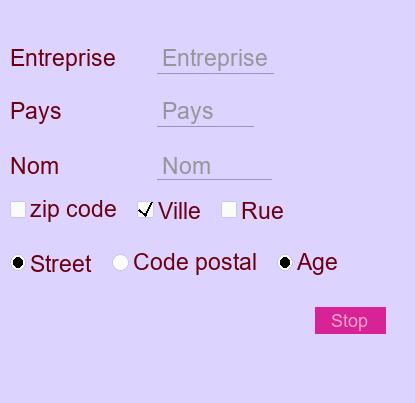 Entreprise Entreprise
Pays Pays
Nom Nom
zip code Ville Rue
Street Code postal Age
Stop